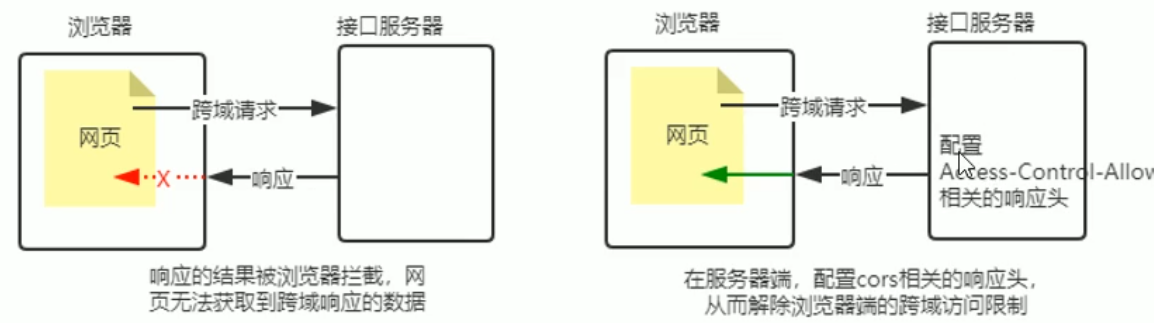 浏览器
接口服务器
跨域请求
网页
X
响应
响应的结果被浏览器拦截，网
页无法获取到跨域响应的数据
浏览器
接口服务器
跨域请求
网页
响应
配置
Access-Control-Allow
相关的响应头
在服务器端，配置cors相关的响应头，
从而解除浏览器端的跨域访问限制